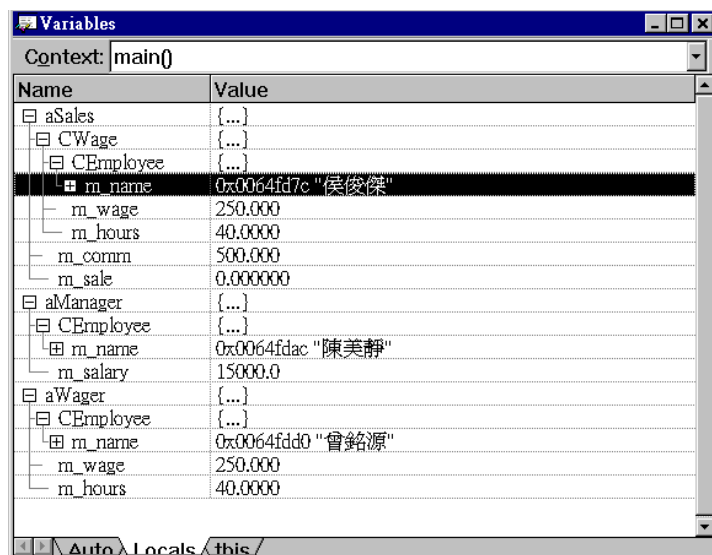 Variables
Context: main()
Name Value
aSales {...}
CWage {...}
CEmployee {...}
m_name 0x0064fd7c "侯俊傑"
m_wage 250.000
m_hours 40.0000
m_comm 500.000
m_sale 0.000000
aManager {...}
CEmployee {...}
m_name 0x0064fdac "陳美靜"
m_salary 15000.0
aWager {...}
CEmployee {...}
m_name 0x0064fdd0 "曾銘源"
m_wage 250.000
m_hours 40.0000
Auto Locals this